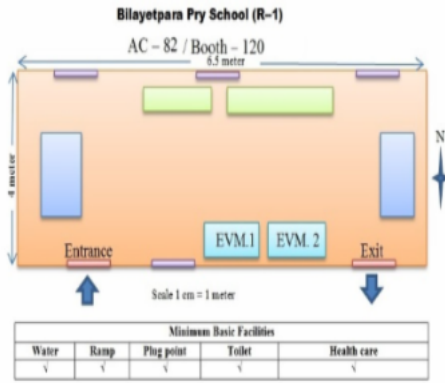 Bilayetpara Pry School (R–1)
AC – 82 / Booth – 120
6.5 meter
4 meter
N
EVM.1 EVM. 2
Entrance Exit
Scale 1 cm = 1 meter
Minimum Basic Facilities
Water Ramp Plug point Toilet Health care
√ √ √ √ √